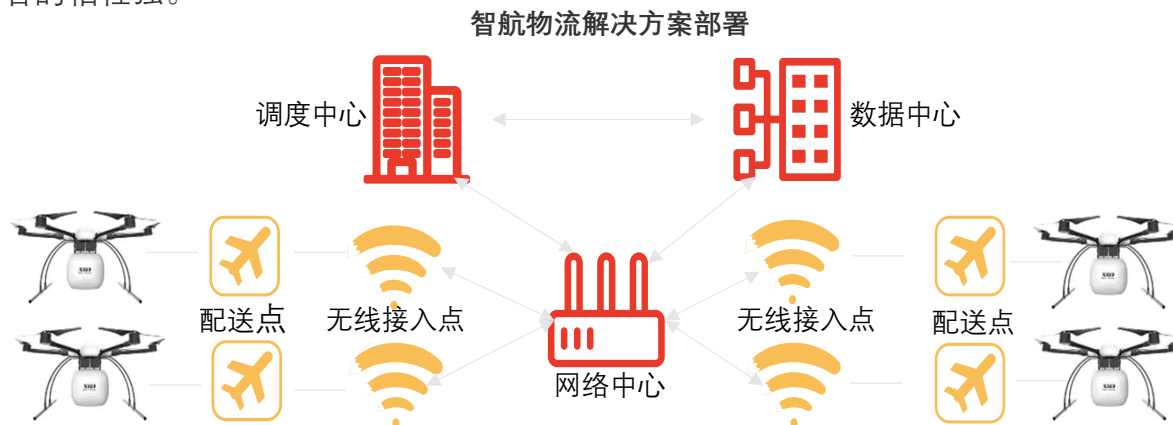 智航物流解决方案部署
调度中心
数据中心
配送点
无线接入点
无线接入点
配送点
网络中心